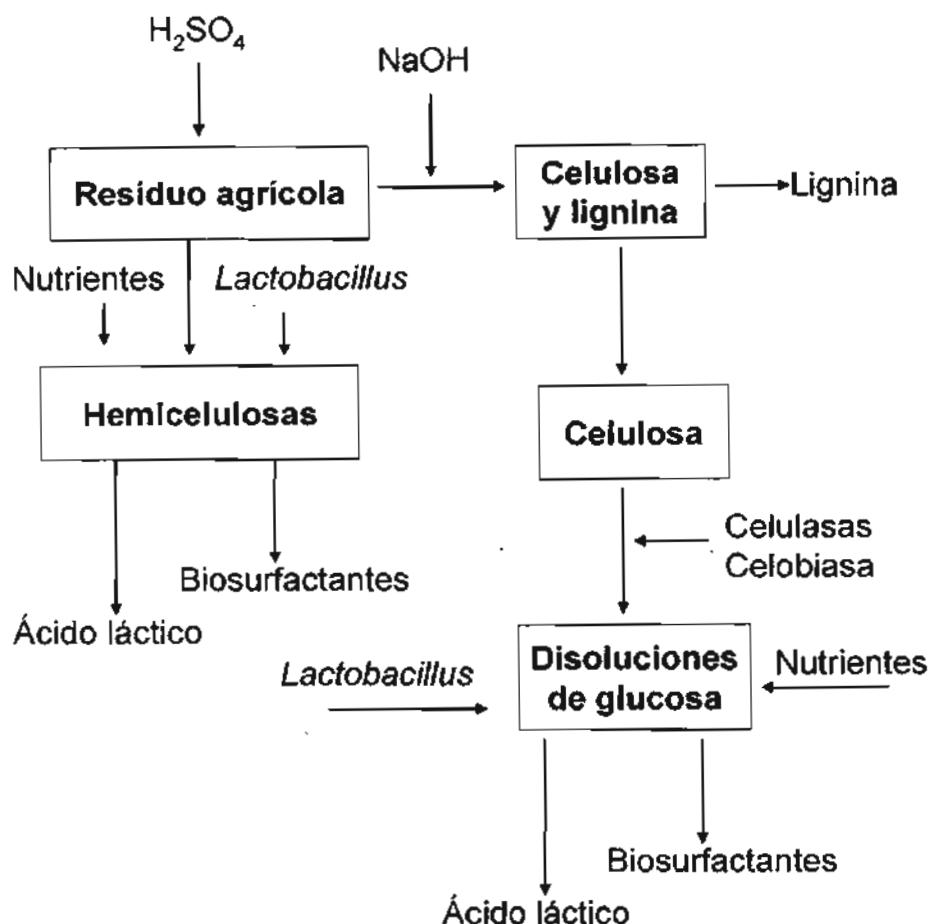 H₂SO₄
NaOH
Resíduo agrícola
Celulosa
y lignina
Lignina
Nutrientes
Lactobacillus
Hemicelulosas
Celulosa
Celulasas
Celobiasa
Biosurfactantes
Ácido láctico
Disoluciones
de glucosa
Lactobacillus
Nutrientes
Biosurfactantes
Ácido láctico